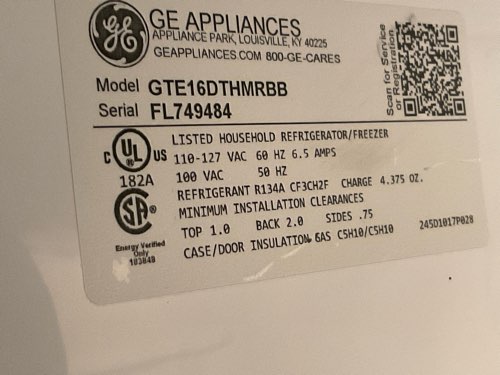 GE
GE APPLIANCES
APPLIANCE PARK, LOUISVILLE, KY 40225
GEAPPLIANCES.COM 800-GE-CARES
Scan for Service
or Registration
Model GTE16DTHMRBB
Serial FL749484
C UL US
®
182A
LISTED HOUSEHOLD REFRIGERATOR/FREEZER
110-127 VAC 60 HZ 6.5 AMPS
100 VAC 50 HZ
REFRIGERANT R134A CF3CH2F CHARGE 4.375 OZ.
MINIMUM INSTALLATION CLEARANCES
TOP 1.0 BACK 2.0 SIDES .75
CASE/DOOR INSULATION GAS C5H10/C5H10
245D1017P028
SA ®
Energy Verified
Only
103849